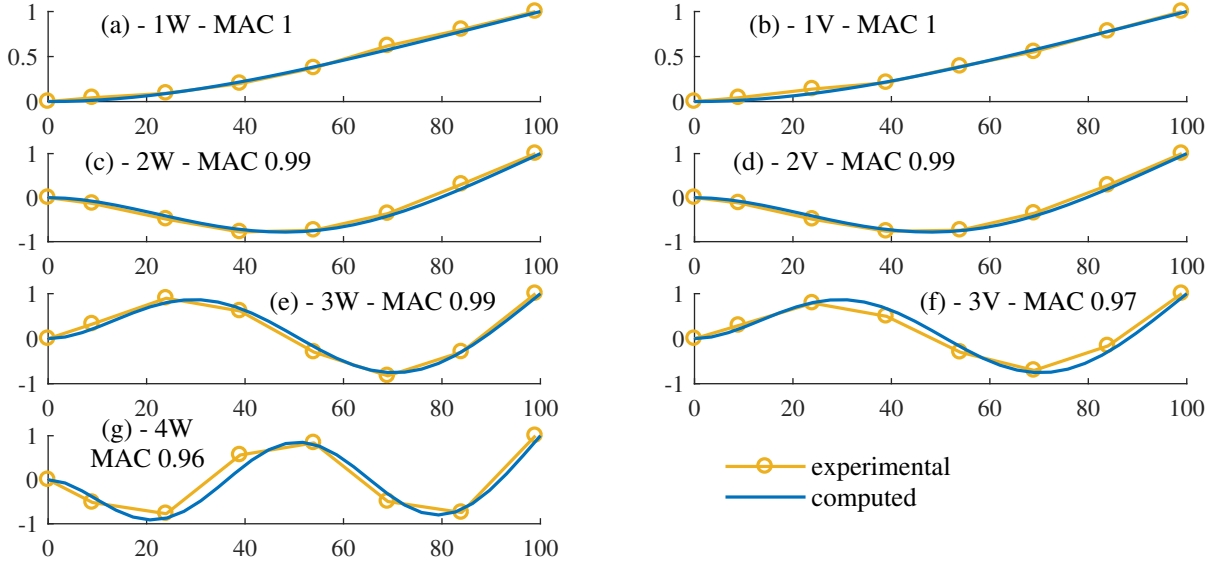 (a) - 1W - MAC 1
1
0.5
0
0 20 40 60 80 100
(b) - 1V - MAC 1
1
0.5
0
0 20 40 60 80 100
(c) - 2W - MAC 0.99
1
0
-1
0 20 40 60 80 100
(d) - 2V - MAC 0.99
1
0
-1
0 20 40 60 80 100
(e) - 3W - MAC 0.99
1
0
-1
0 20 40 60 80 100
(f) - 3V - MAC 0.97
1
0
-1
0 20 40 60 80 100
(g) - 4W
MAC 0.96
1
0
-1
0 20 40 60 80 100
experimental
computed